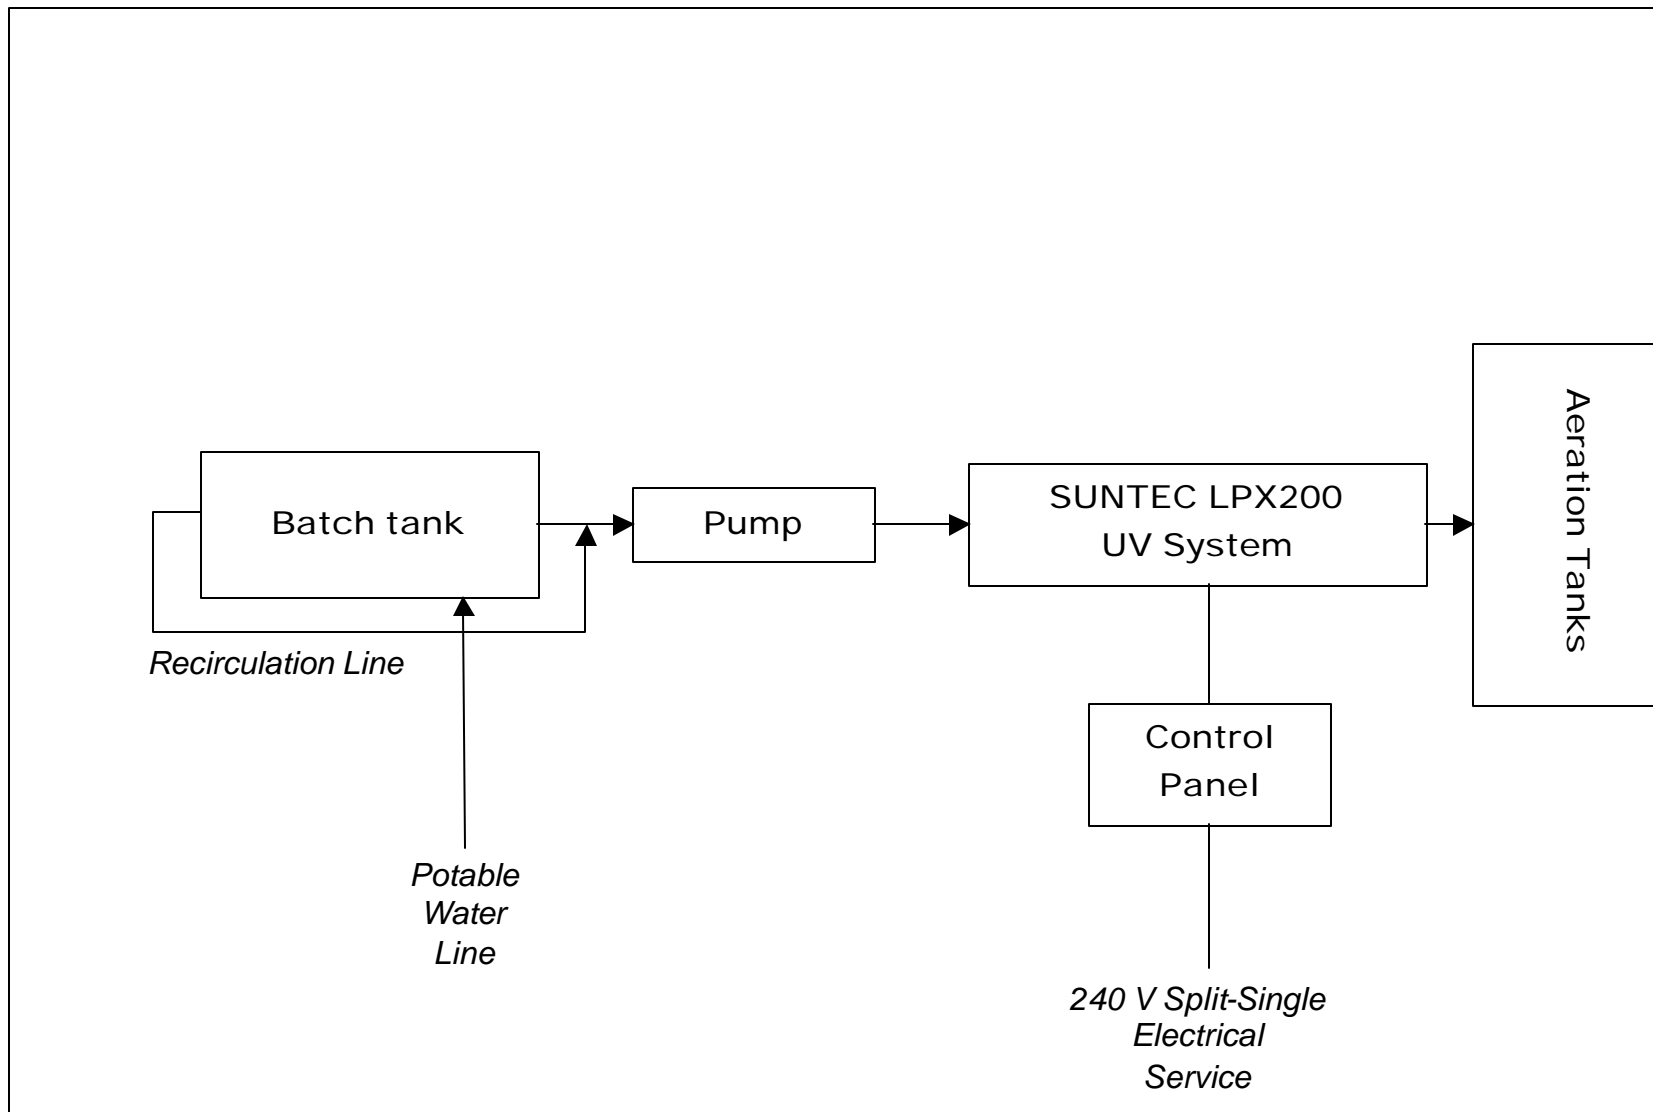 Batch tank
Pump
SUNTEC LPX200
UV System
Aeration Tanks
Recirculation Line
Control
Panel
Potable
Water
Line
240 V Split-Single
Electrical
Service